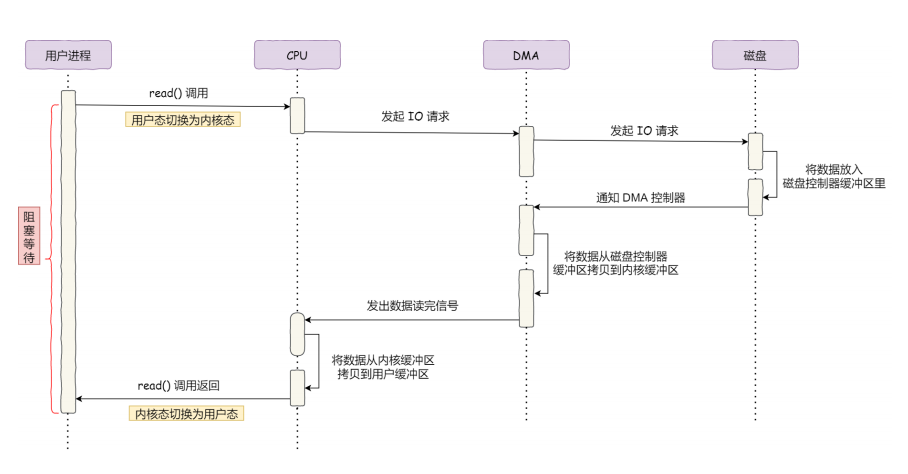 用户进程
CPU
DMA
磁盘
read() 调用
用户态切换为内核态
发起 IO 请求
发起 IO 请求
将数据放入
磁盘控制器缓冲区里
通知 DMA 控制器
阻塞等待
将数据从磁盘控制器
缓冲区拷贝到内核缓冲区
发出数据读完信号
将数据从内核缓冲区
拷贝到用户缓冲区
read() 调用返回
内核态切换为用户态